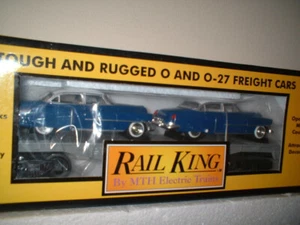 TOUGH AND RUGGED O AND O-27 FREIGHT CARS
RAIL KING
By MTH Electric Trains